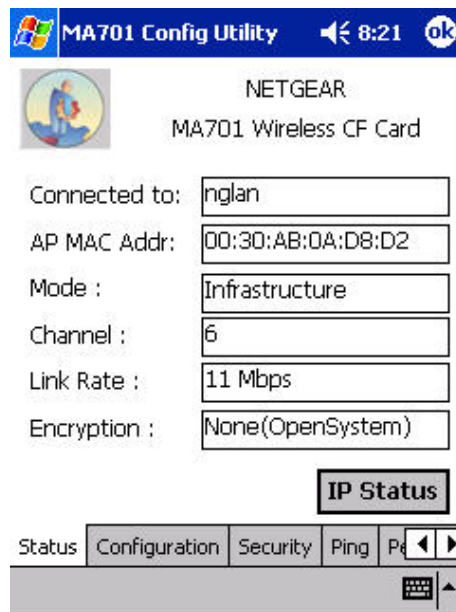 MA701 Config Utility 8:21 ok
NETGEAR
MA701 Wireless CF Card
Connected to: nglan
AP MAC Addr: 00:30:AB:0A:D8:D2
Mode : Infrastructure
Channel : 6
Link Rate : 11 Mbps
Encryption : None(OpenSystem)
IP Status
Status Configuration Security Ping